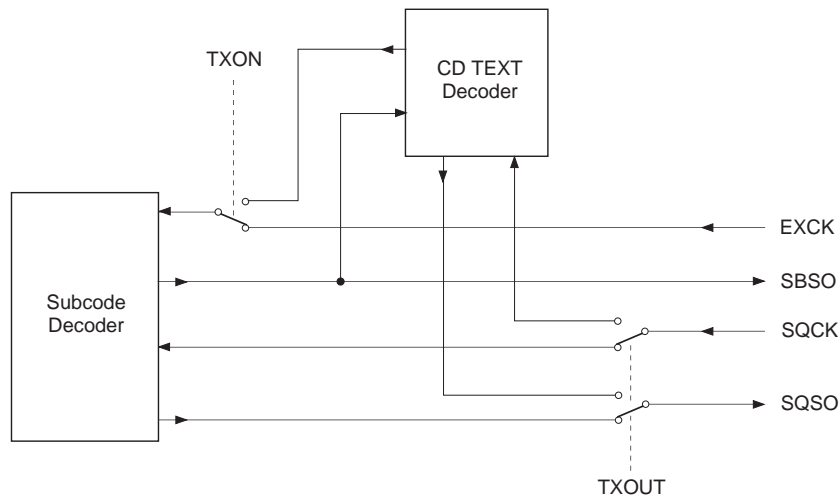 TXON
CD TEXT
Decoder
EXCK
SBSO
Subcode
Decoder
SQCK
SQSO
TXOUT